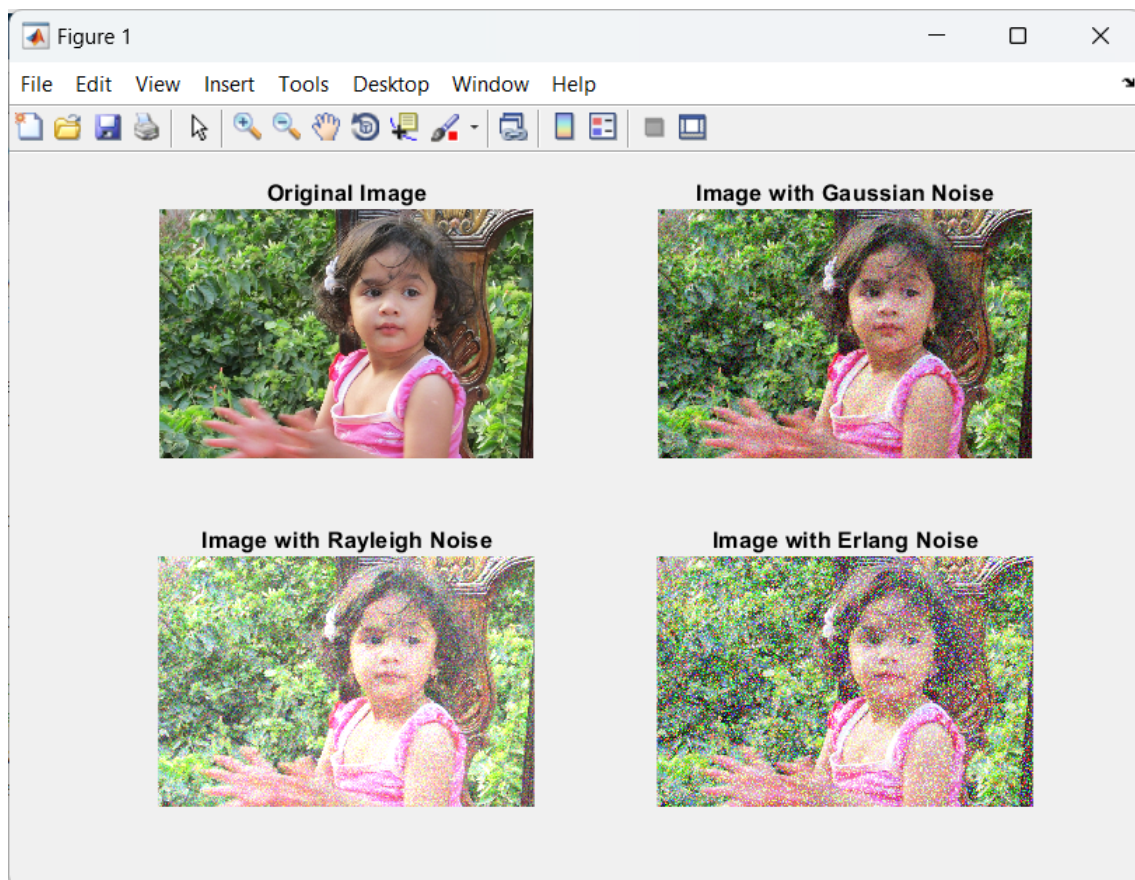 Figure 1
File Edit View Insert Tools Desktop Window Help
Original Image
Image with Gaussian Noise
Image with Rayleigh Noise
Image with Erlang Noise